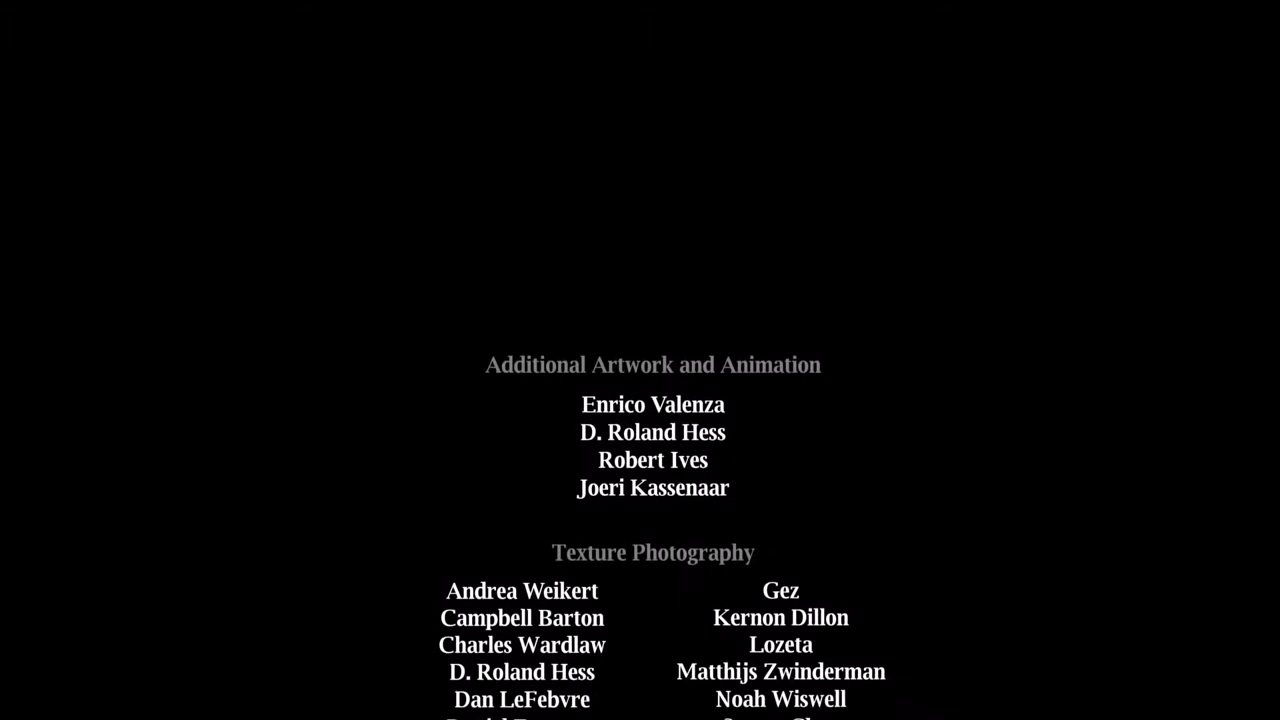 Additional Artwork and Animation
Enrico Valenza
D. Roland Hess
Robert Ives
Joeri Kassenaar
Texture Photography
Andrea Weikert
Gez
Campbell Barton
Kernon Dillon
Charles Wardlaw
Lozeta
D. Roland Hess
Matthijs Zwinderman
Dan LeFebvre
Noah Wiswell